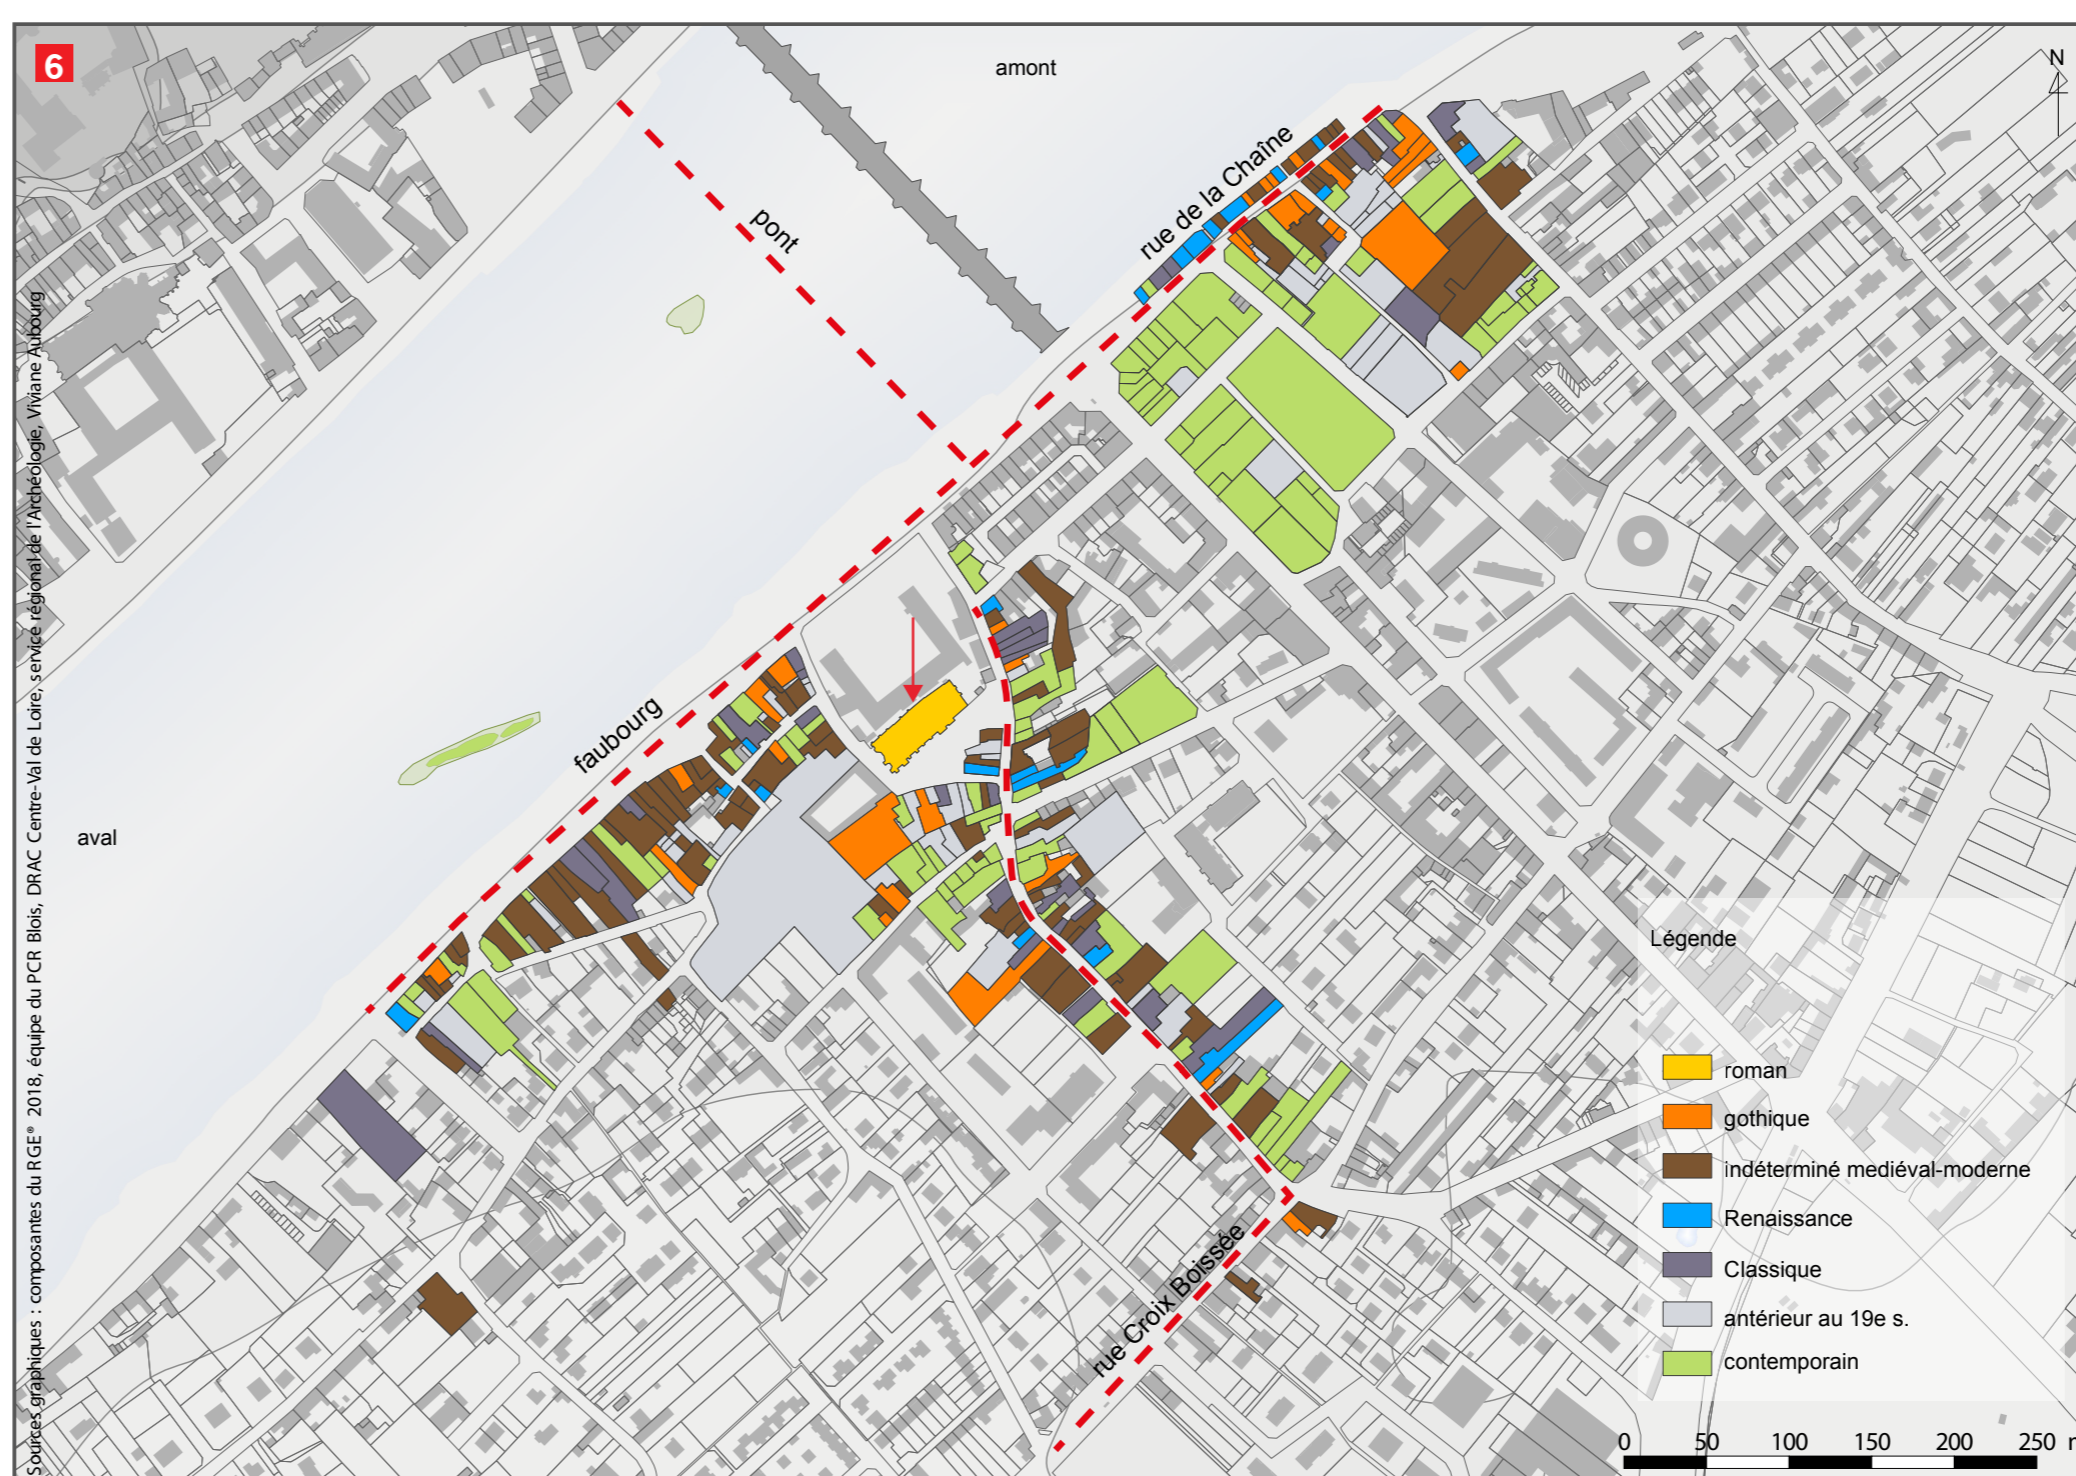 6
amont
N
rue de la Chaîne
pont
faubourg
aval
rue Croix Boissée
Légende
roman
gothique
indéterminé mediéval-moderne
Renaissance
Classique
antérieur au 19e s.
contemporain
0 50 100 150 200 250 m
Sources graphiques : composantes du RGE® 2018, équipe du PCR Blois, DRAC Centre-Val de Loire, service régional de l'Archéologie, Viviane Aubourg